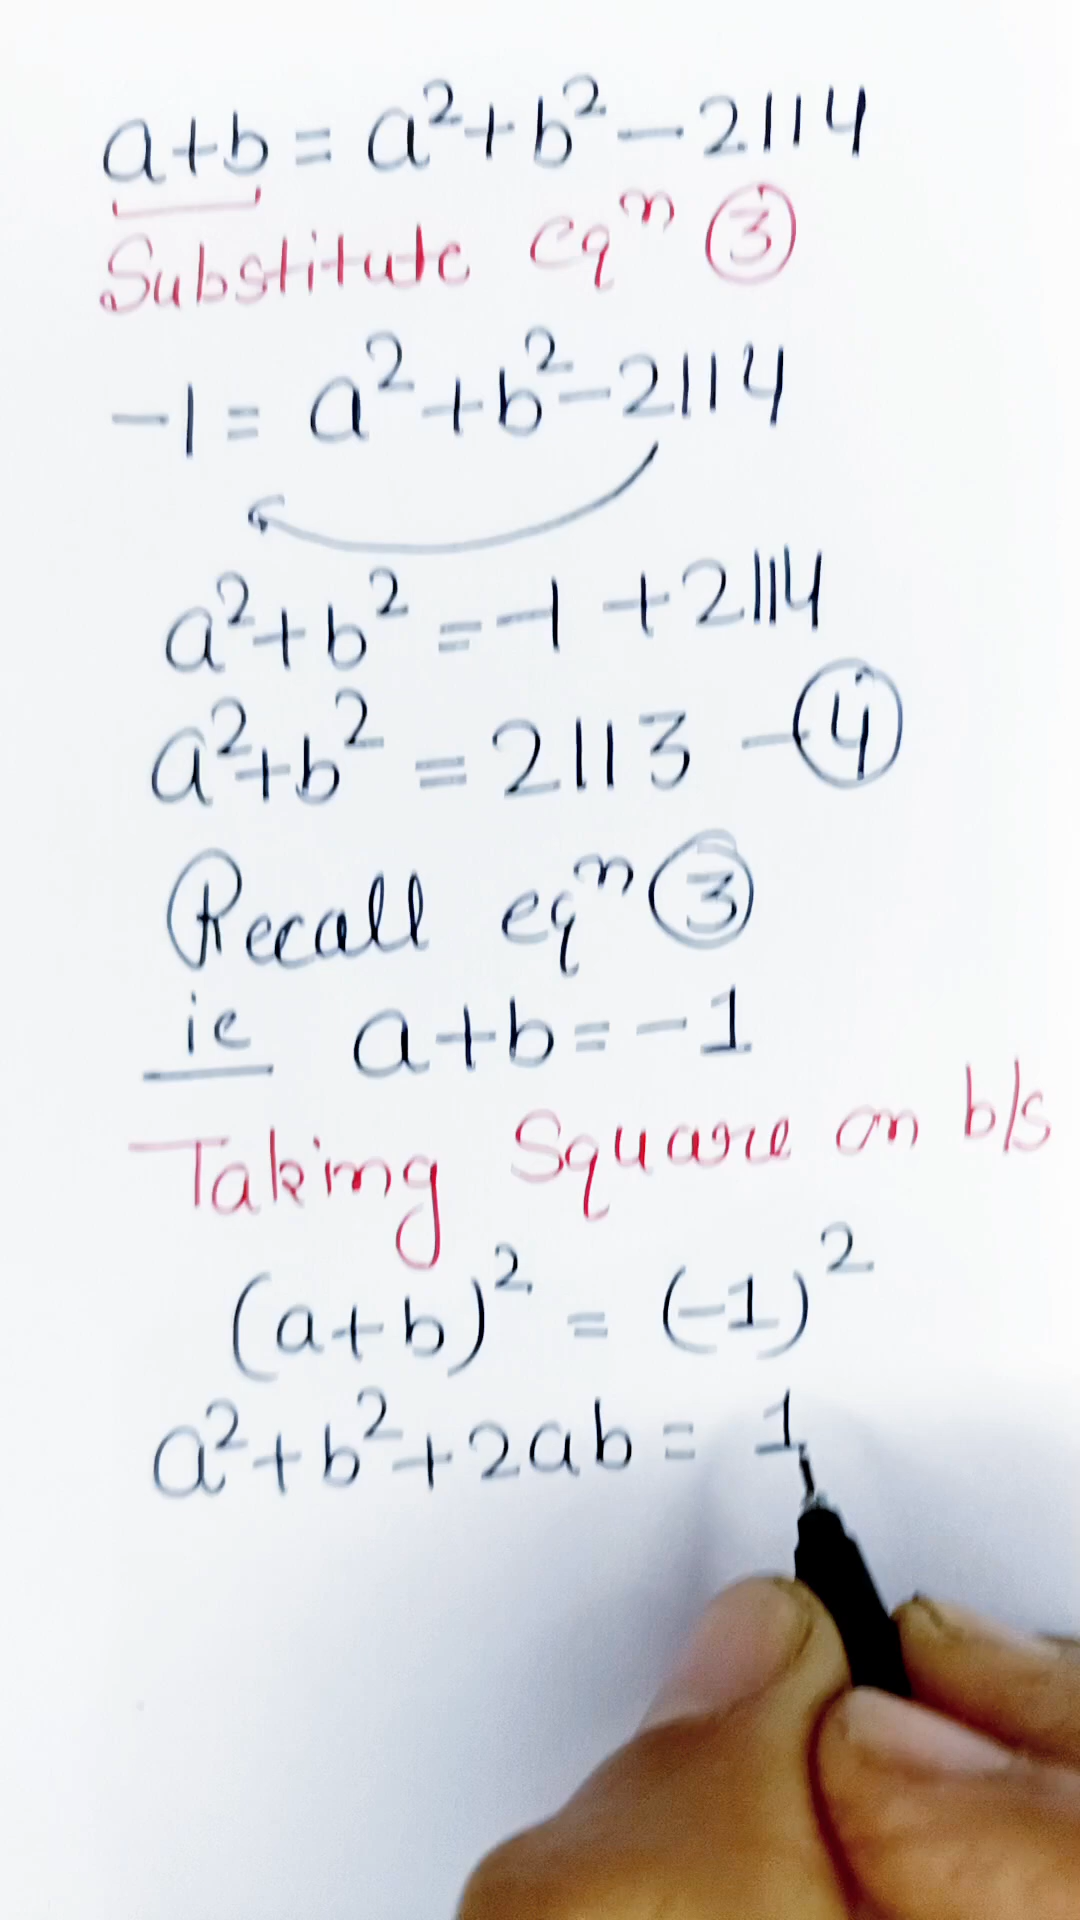 a+b = a²+b²-2114
Substitute eqⁿ ③
-1 = a²+b²-2114
a²+b² = -1 +2114
a²+b² = 2113 - ④
Recall eqⁿ ③
ie a+b = -1
Taking Square on b/s
(a+b)² = (-1)²
a²+b²+2ab = 1